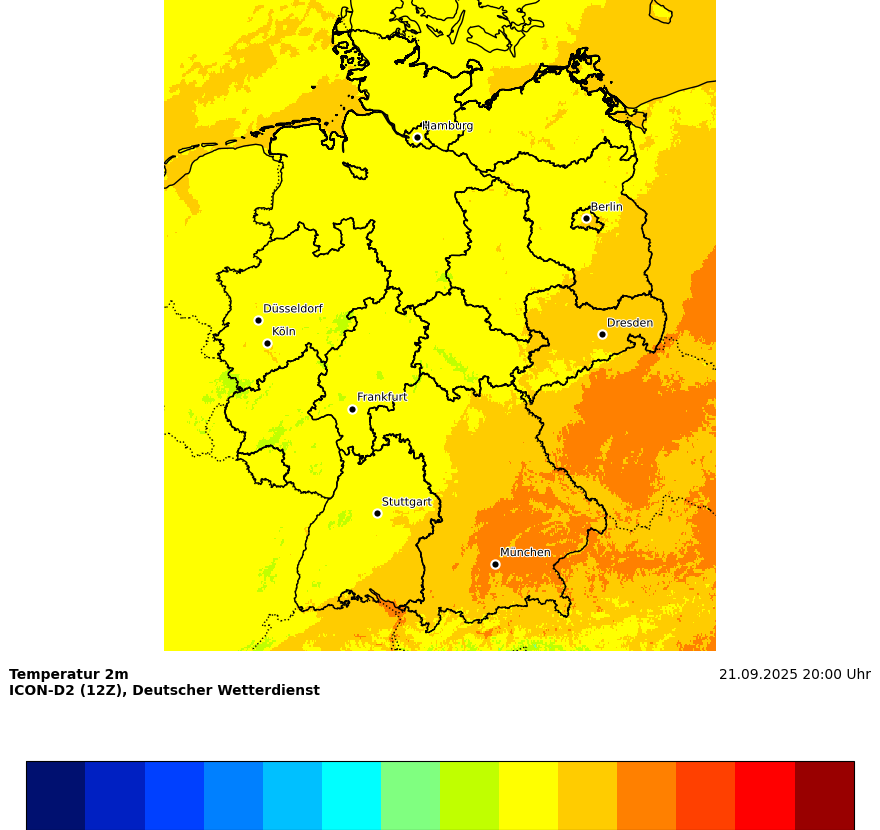 Hamburg
Berlin
Düsseldorf
Köln
Dresden
Frankfurt
Stuttgart
München
Temperatur 2m
21.09.2025 20:00 Uhr
ICON-D2 (12Z), Deutscher Wetterdienst